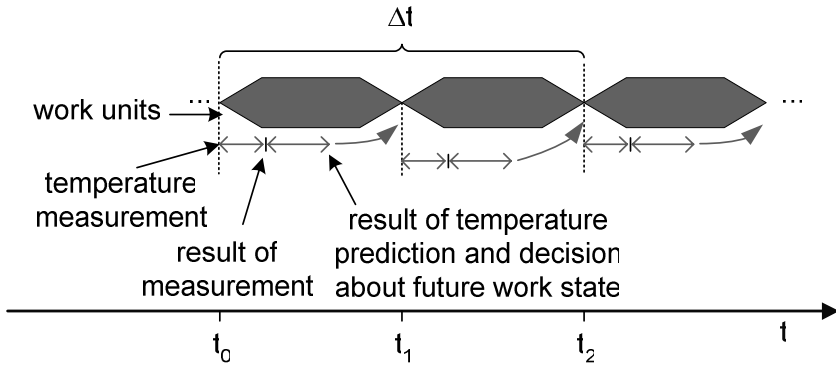 Δt
...
...
work units
temperature
measurement
result of
measurement
result of temperature
prediction and decision
about future work state
t
t0
t1
t2